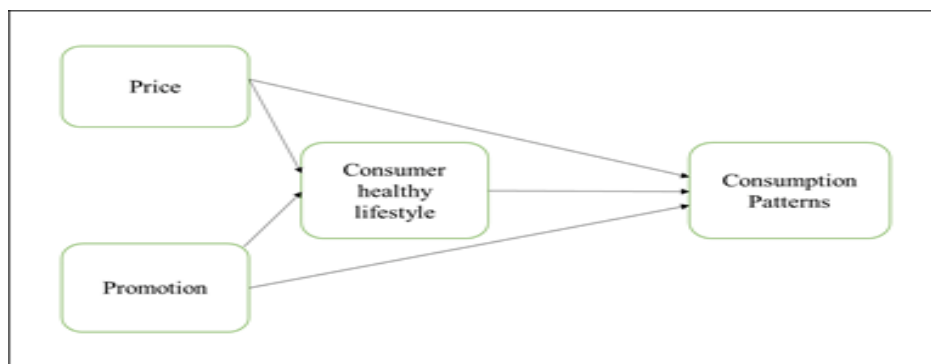 Price
Consumer
healthy
lifestyle
Consumption
Patterns
Promotion